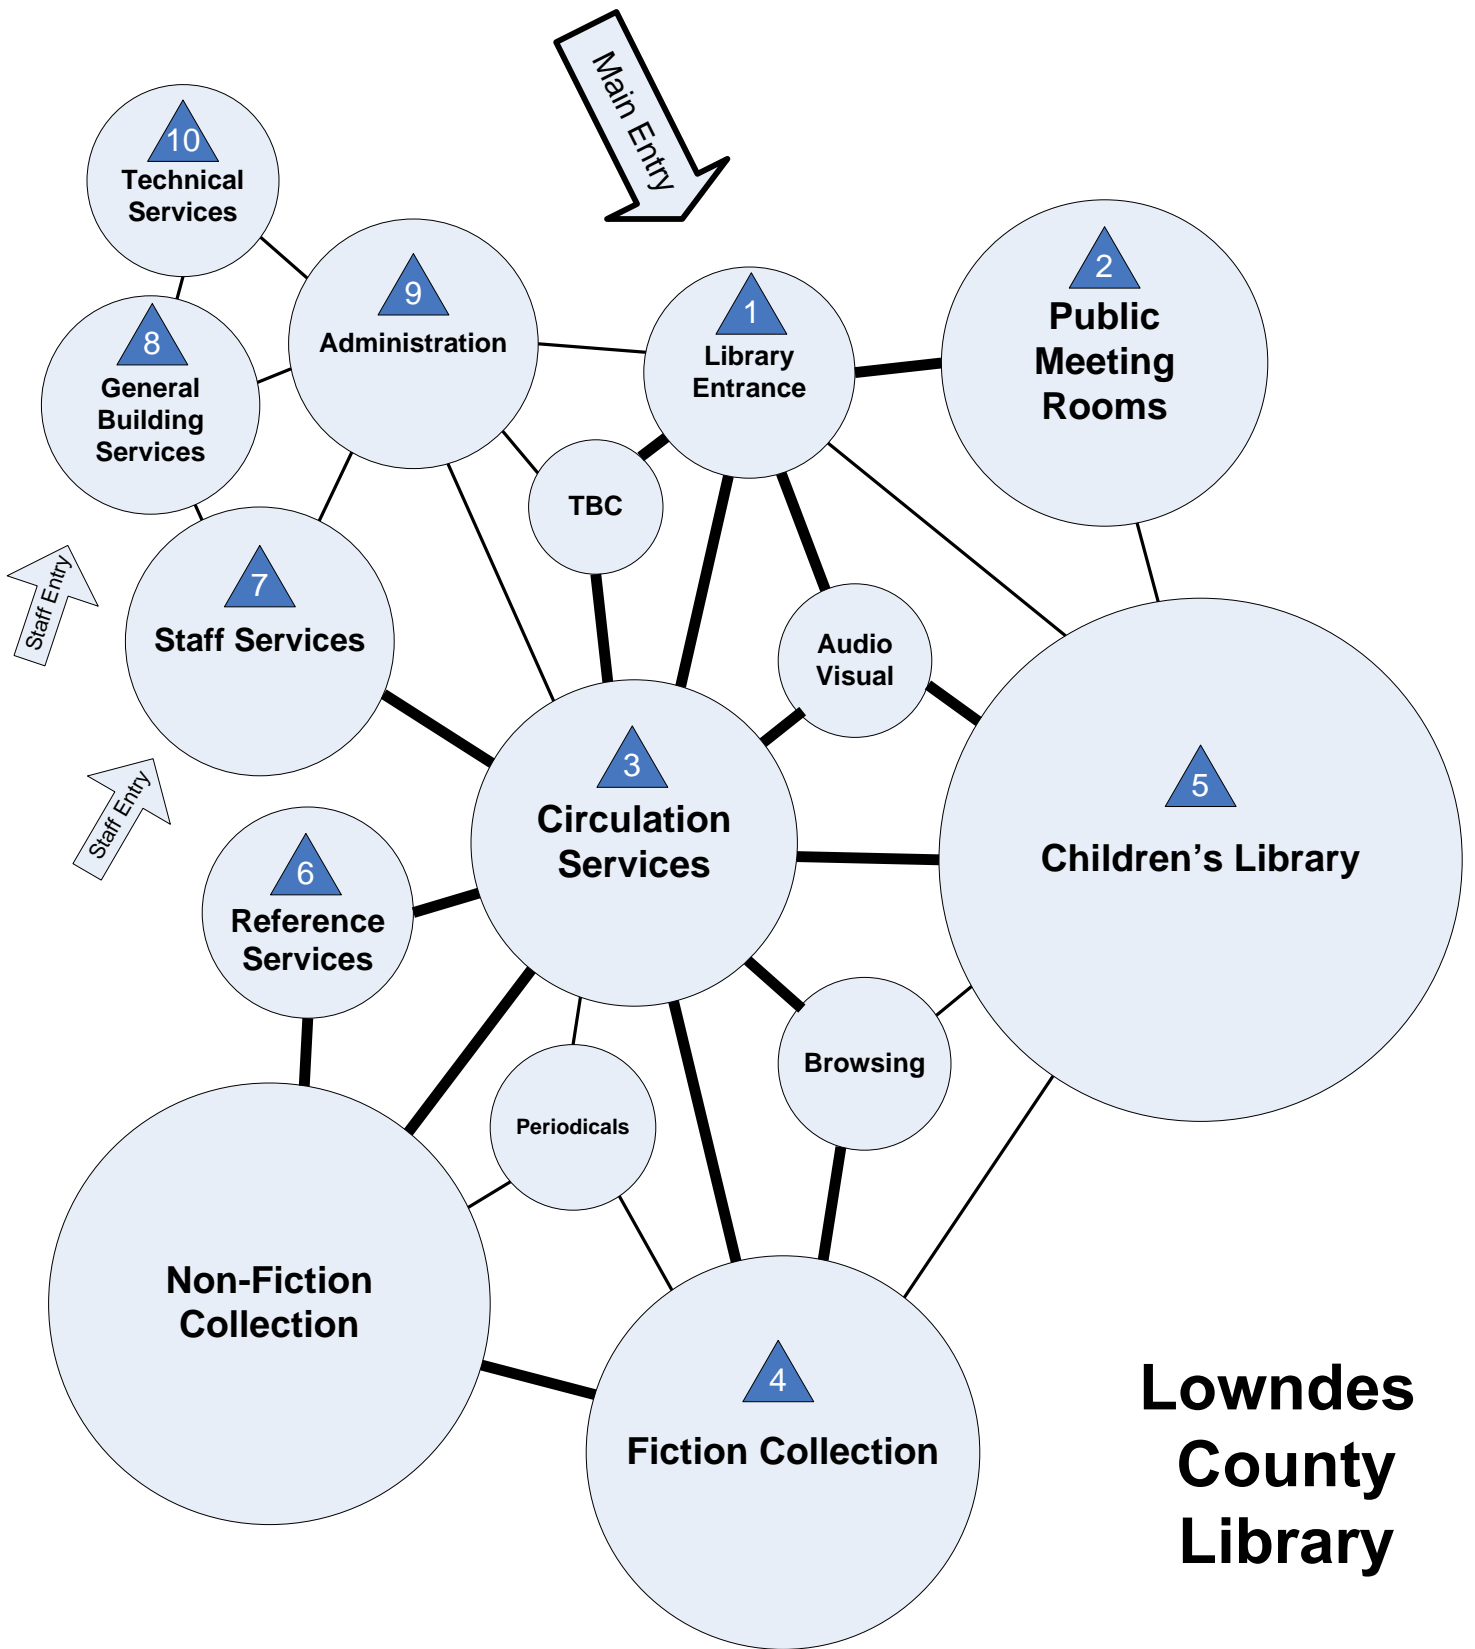 Main Entry
10
Technical
Services
9
Administration
8
General
Building
Services
1
Library
Entrance
2
Public
Meeting
Rooms
TBC
Staff Entry
7
Staff Services
Audio
Visual
Staff Entry
3
Circulation
Services
5
Children's Library
6
Reference
Services
Browsing
Periodicals
Non-Fiction
Collection
4
Fiction Collection
Lowndes
County
Library